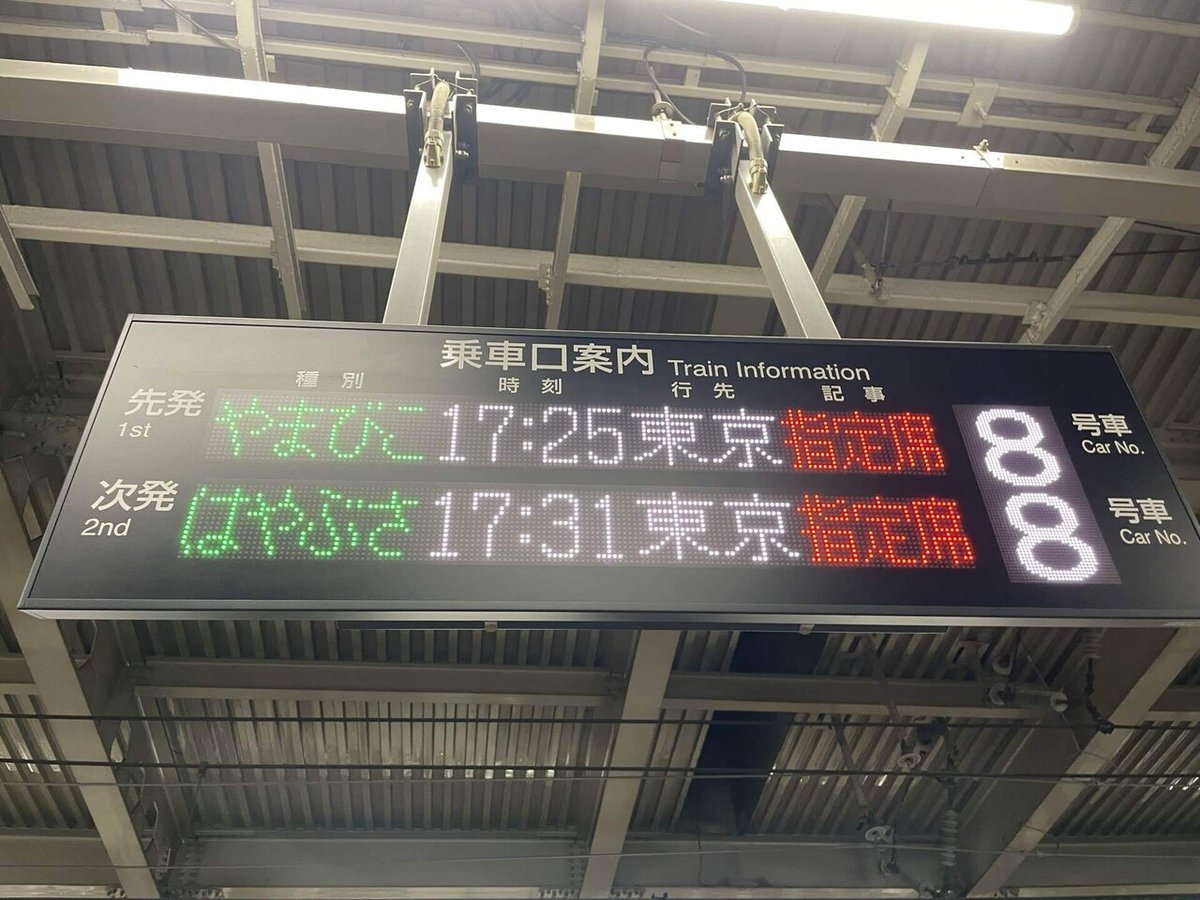 乗車口案内 Train Information
種別 時刻 行先 記事
先発 やまびこ 17:25 東京 指定席 8 号車
1st Car No.
次発 はやぶさ 17:31 東京 指定席 8 号車
2nd Car No.